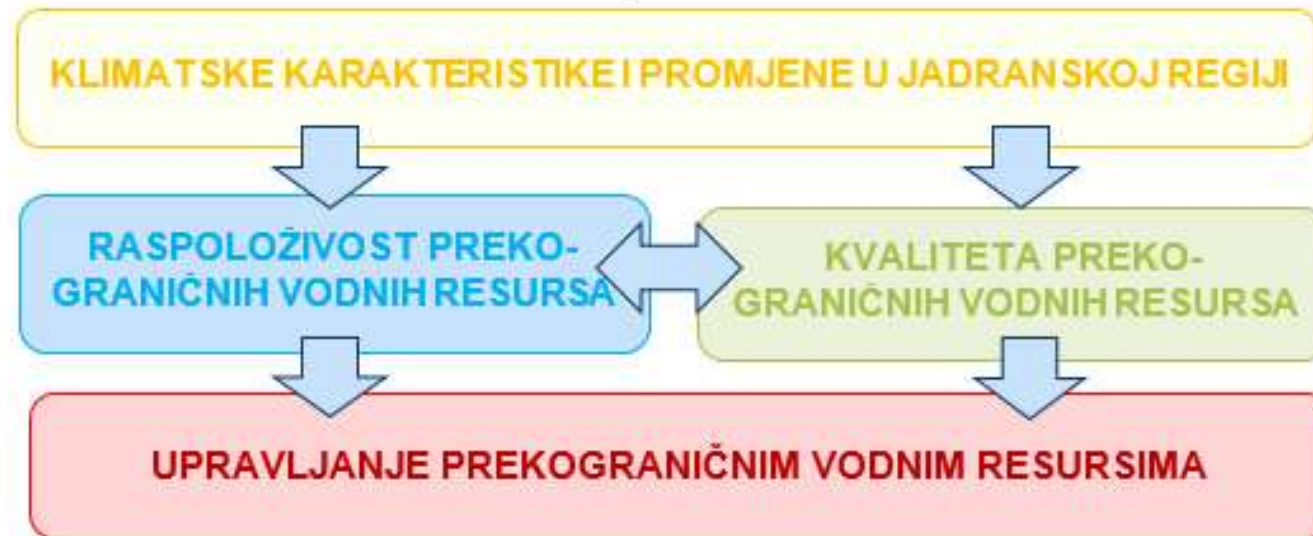 KLIMATSKE KARAKTERISTIKE I PROMJENE U JADRANSKOJ REGIJI
RASPOLOŽIVOST PREKO-
GRANIČNIH VODNIH RESURSA
KVALITETA PREKO-
GRANIČNIH VODNIH RESURSA
UPRAVLJANJE PREKOGRANIČNIM VODNIM RESURSIMA